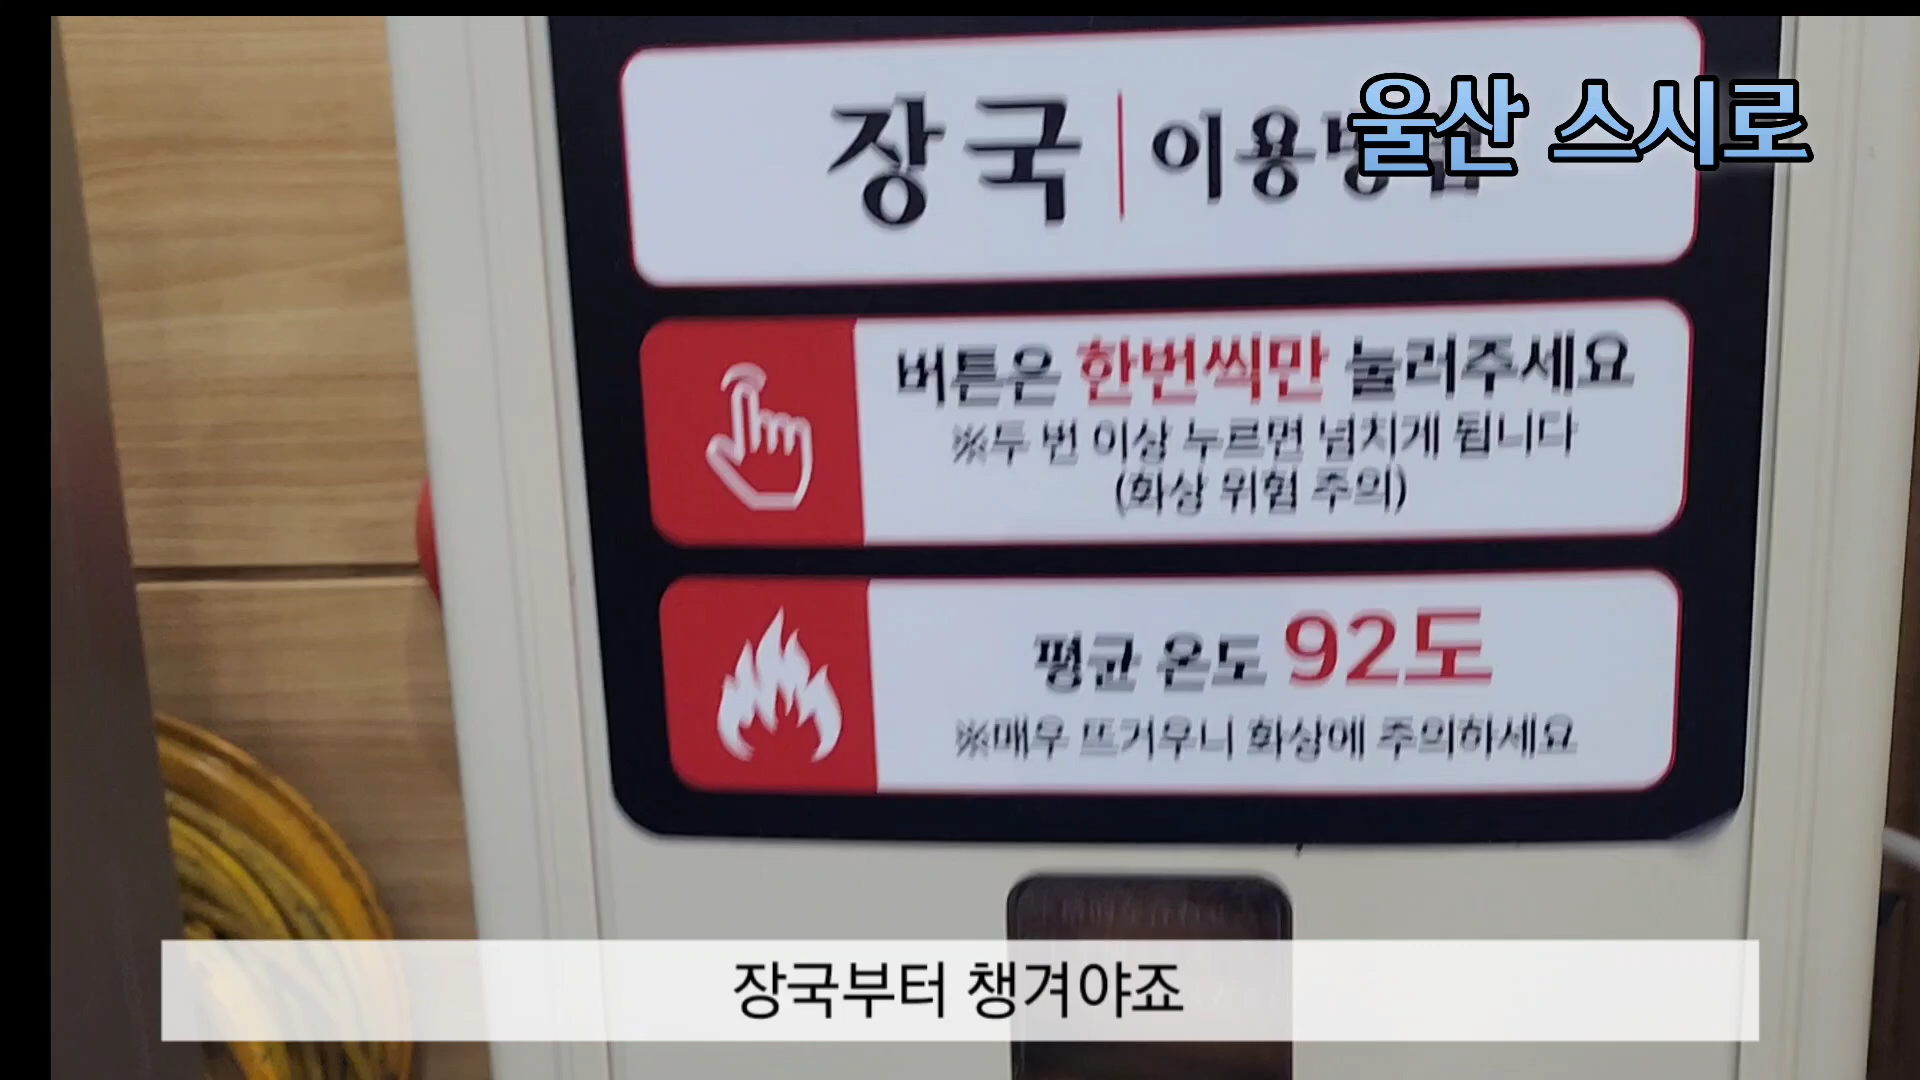 울산 스시로
장국 이용방법
버튼은 한번씩만 눌러주세요
※두 번 이상 누르면 넘치게 됩니다
(화상 위험 주의)
평균 온도 92도
※매우 뜨거우니 화상에 주의하세요
장국부터 챙겨야죠